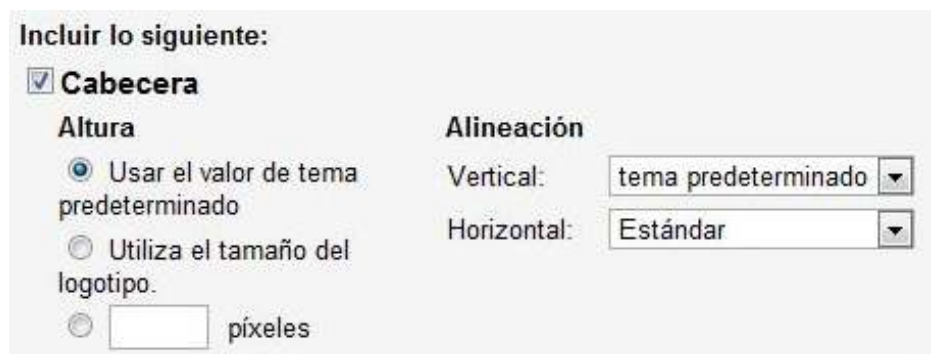 Incluir lo siguiente:
Cabecera
Altura
Usar el valor de tema
predeterminado
Utiliza el tamaño del
logotipo.
píxeles
Alineación
Vertical: tema predeterminado
Horizontal: Estándar